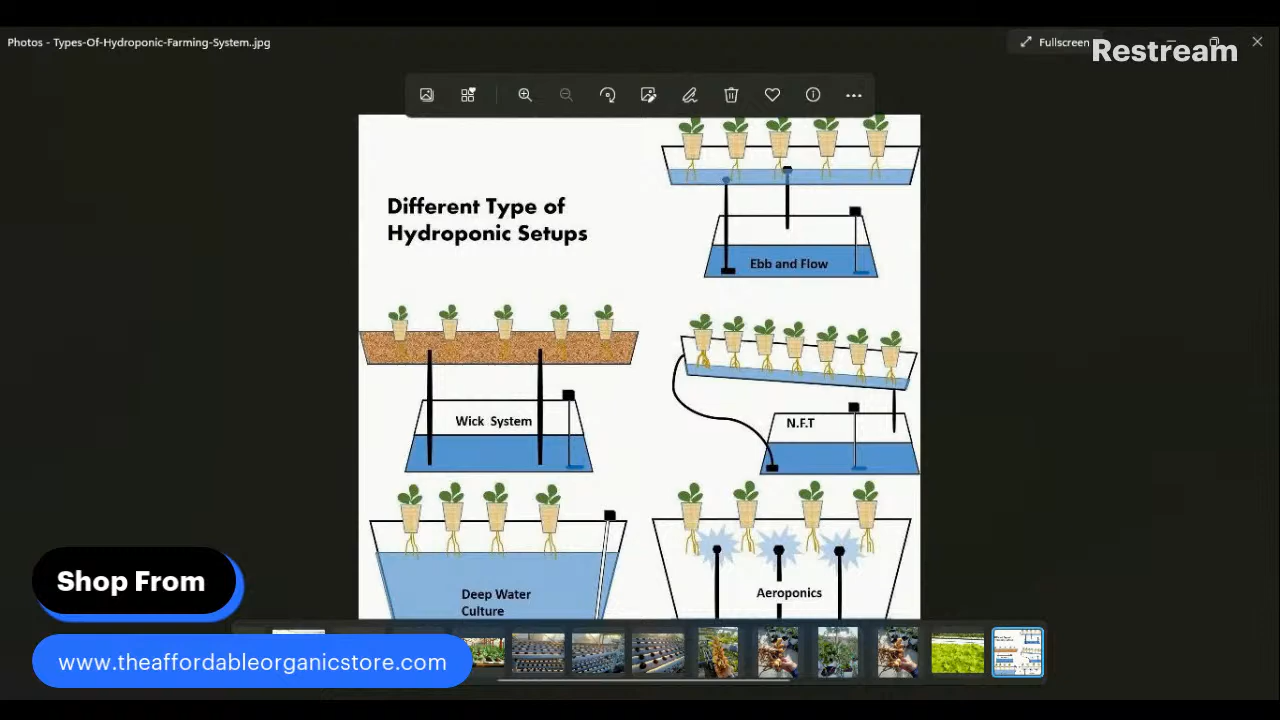 Photos - Types-Of-Hydroponic-Farming-System..jpg
Fullscreen
Restream
Different Type of
Hydroponic Setups
Ebb and Flow
Wick System
N.F.T
Deep Water
Culture
Aeroponics
Shop From
www.theaffordableorganicstore.com